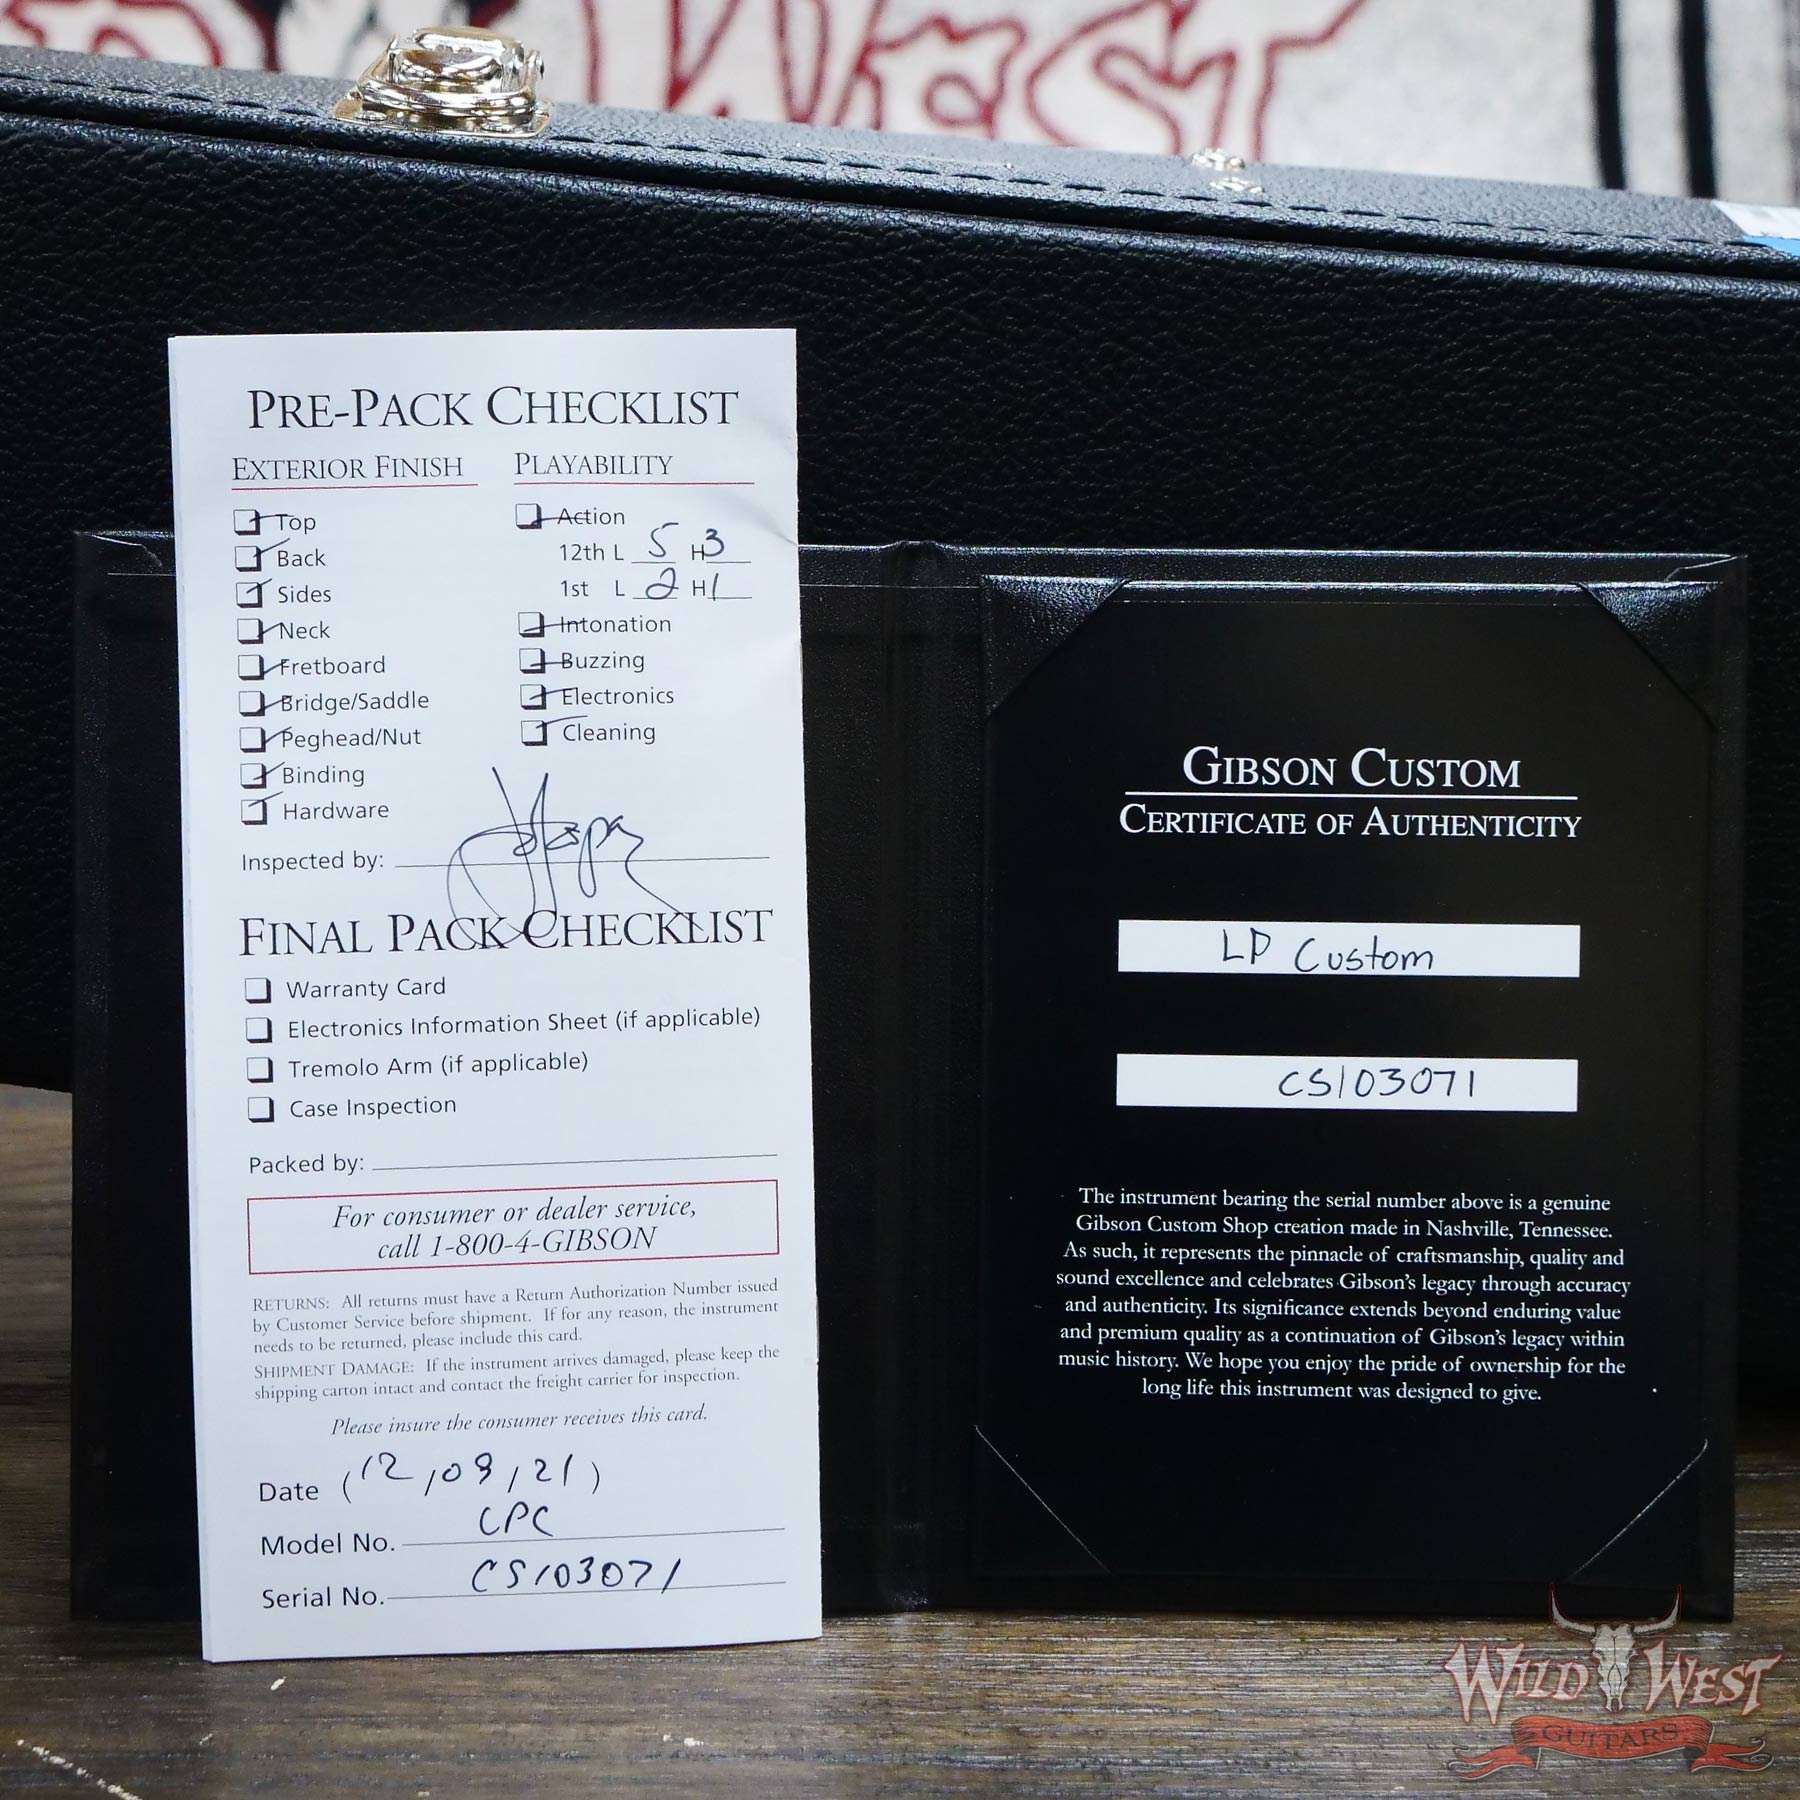 WEST
PRE-PACK CHECKLIST
EXTERIOR FINISH
Top
Back
Sides
Neck
Fretboard
Bridge/Saddle
Peghead/Nut
Binding
Hardware
PLAYABILITY
Action
12th L 5 H 3
1st L 2 H 1
Intonation
Buzzing
Electronics
Cleaning
Inspected by:
FINAL PACK CHECKLIST
Warranty Card
Electronics Information Sheet (if applicable)
Tremolo Arm (if applicable)
Case Inspection
Packed by:
For consumer or dealer service,
call 1-800-4-GIBSON
RETURNS: All returns must have a Return Authorization Number issued
by Customer Service before shipment. If for any reason, the instrument
needs to be returned, please include this card.
SHIPMENT DAMAGE: If the instrument arrives damaged, please keep the
shipping carton intact and contact the freight carrier for inspection.
Please insure the consumer receives this card.
Date (12/09/21)
Model No. CPC
Serial No. CS103071
GIBSON CUSTOM
CERTIFICATE OF AUTHENTICITY
LP Custom
CS103071
The instrument bearing the serial number above is a genuine
Gibson Custom Shop creation made in Nashville, Tennessee.
As such, it represents the pinnacle of craftsmanship, quality and
sound excellence and celebrates Gibson's legacy through accuracy
and authenticity. Its significance extends beyond enduring value
and premium quality as a continuation of Gibson's legacy within
music history. We hope you enjoy the pride of ownership for the
long life this instrument was designed to give.
WILD WEST
GUITARS